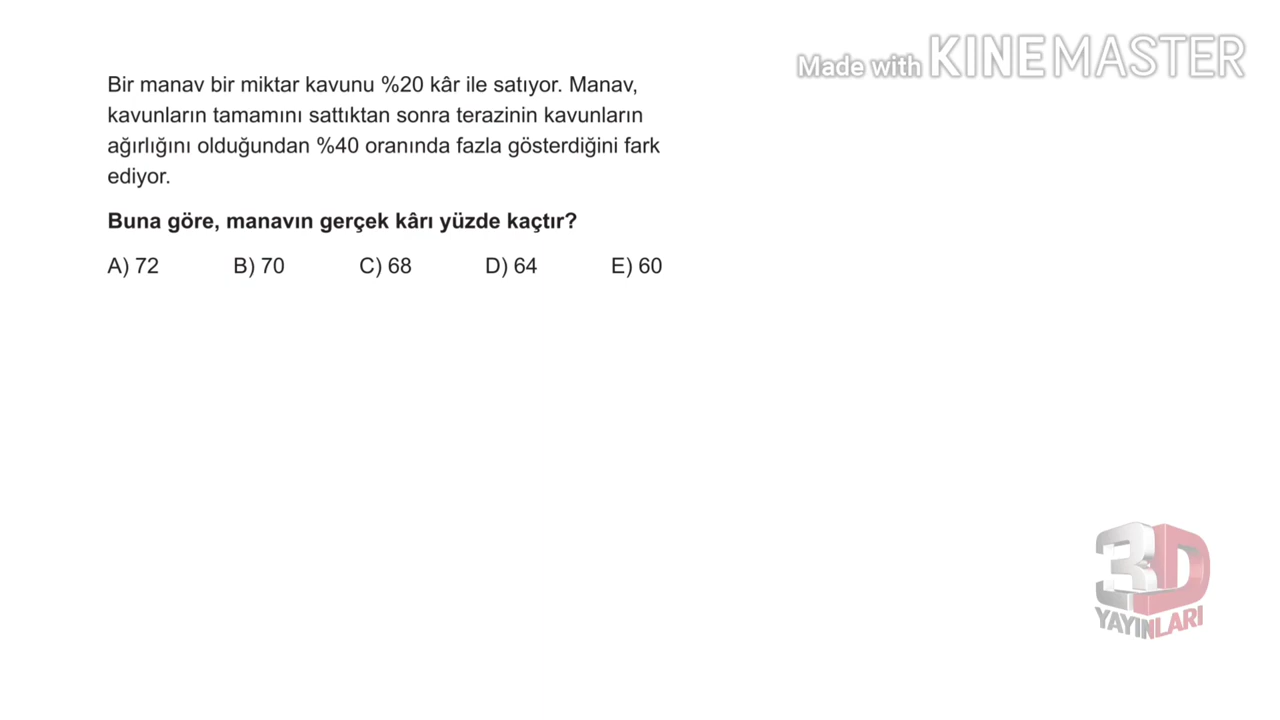 Made with KINEMASTER
Bir manav bir miktar kavunu %20 kâr ile satıyor. Manav,
kavunların tamamını sattıktan sonra terazinin kavunların
ağırlığını olduğundan %40 oranında fazla gösterdiğini fark
ediyor.
Buna göre, manavın gerçek kârı yüzde kaçtır?
A) 72 B) 70 C) 68 D) 64 E) 60
3D
YAYINLARI